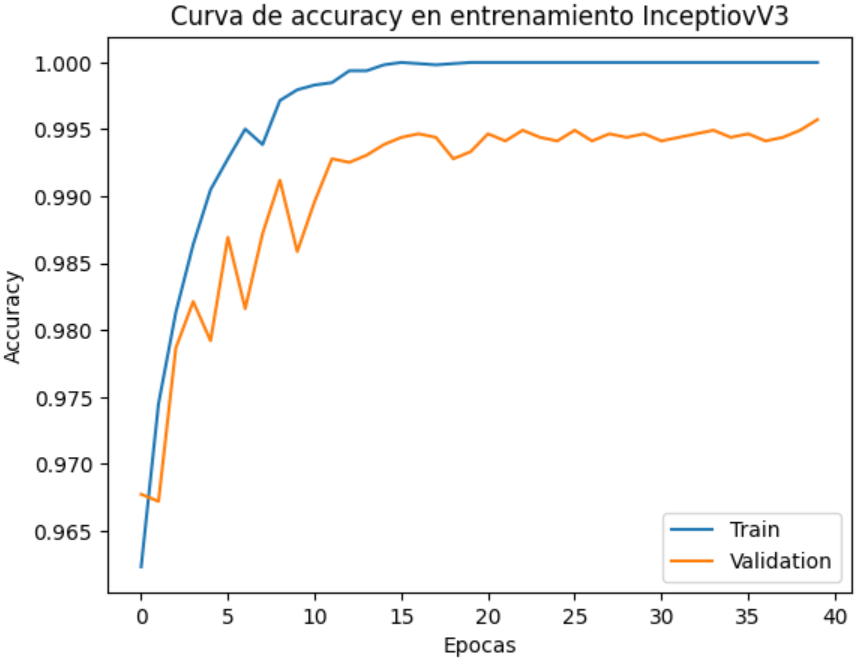 Curva de accuracy en entrenamiento InceptiovV3
1.000
0.995
0.990
0.985
0.980
0.975
0.970
0.965
Accuracy
Train
Validation
0 5 10 15 20 25 30 35 40
Epocas